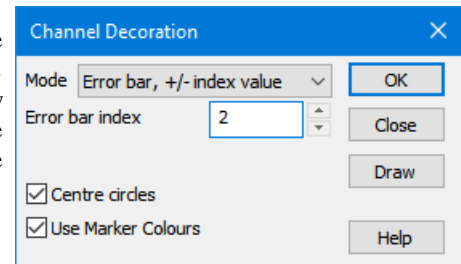 Channel Decoration
Mode Error bar, +/- index value OK
Error bar index 2 Close
Draw
Centre circles
Use Marker Colours
Help